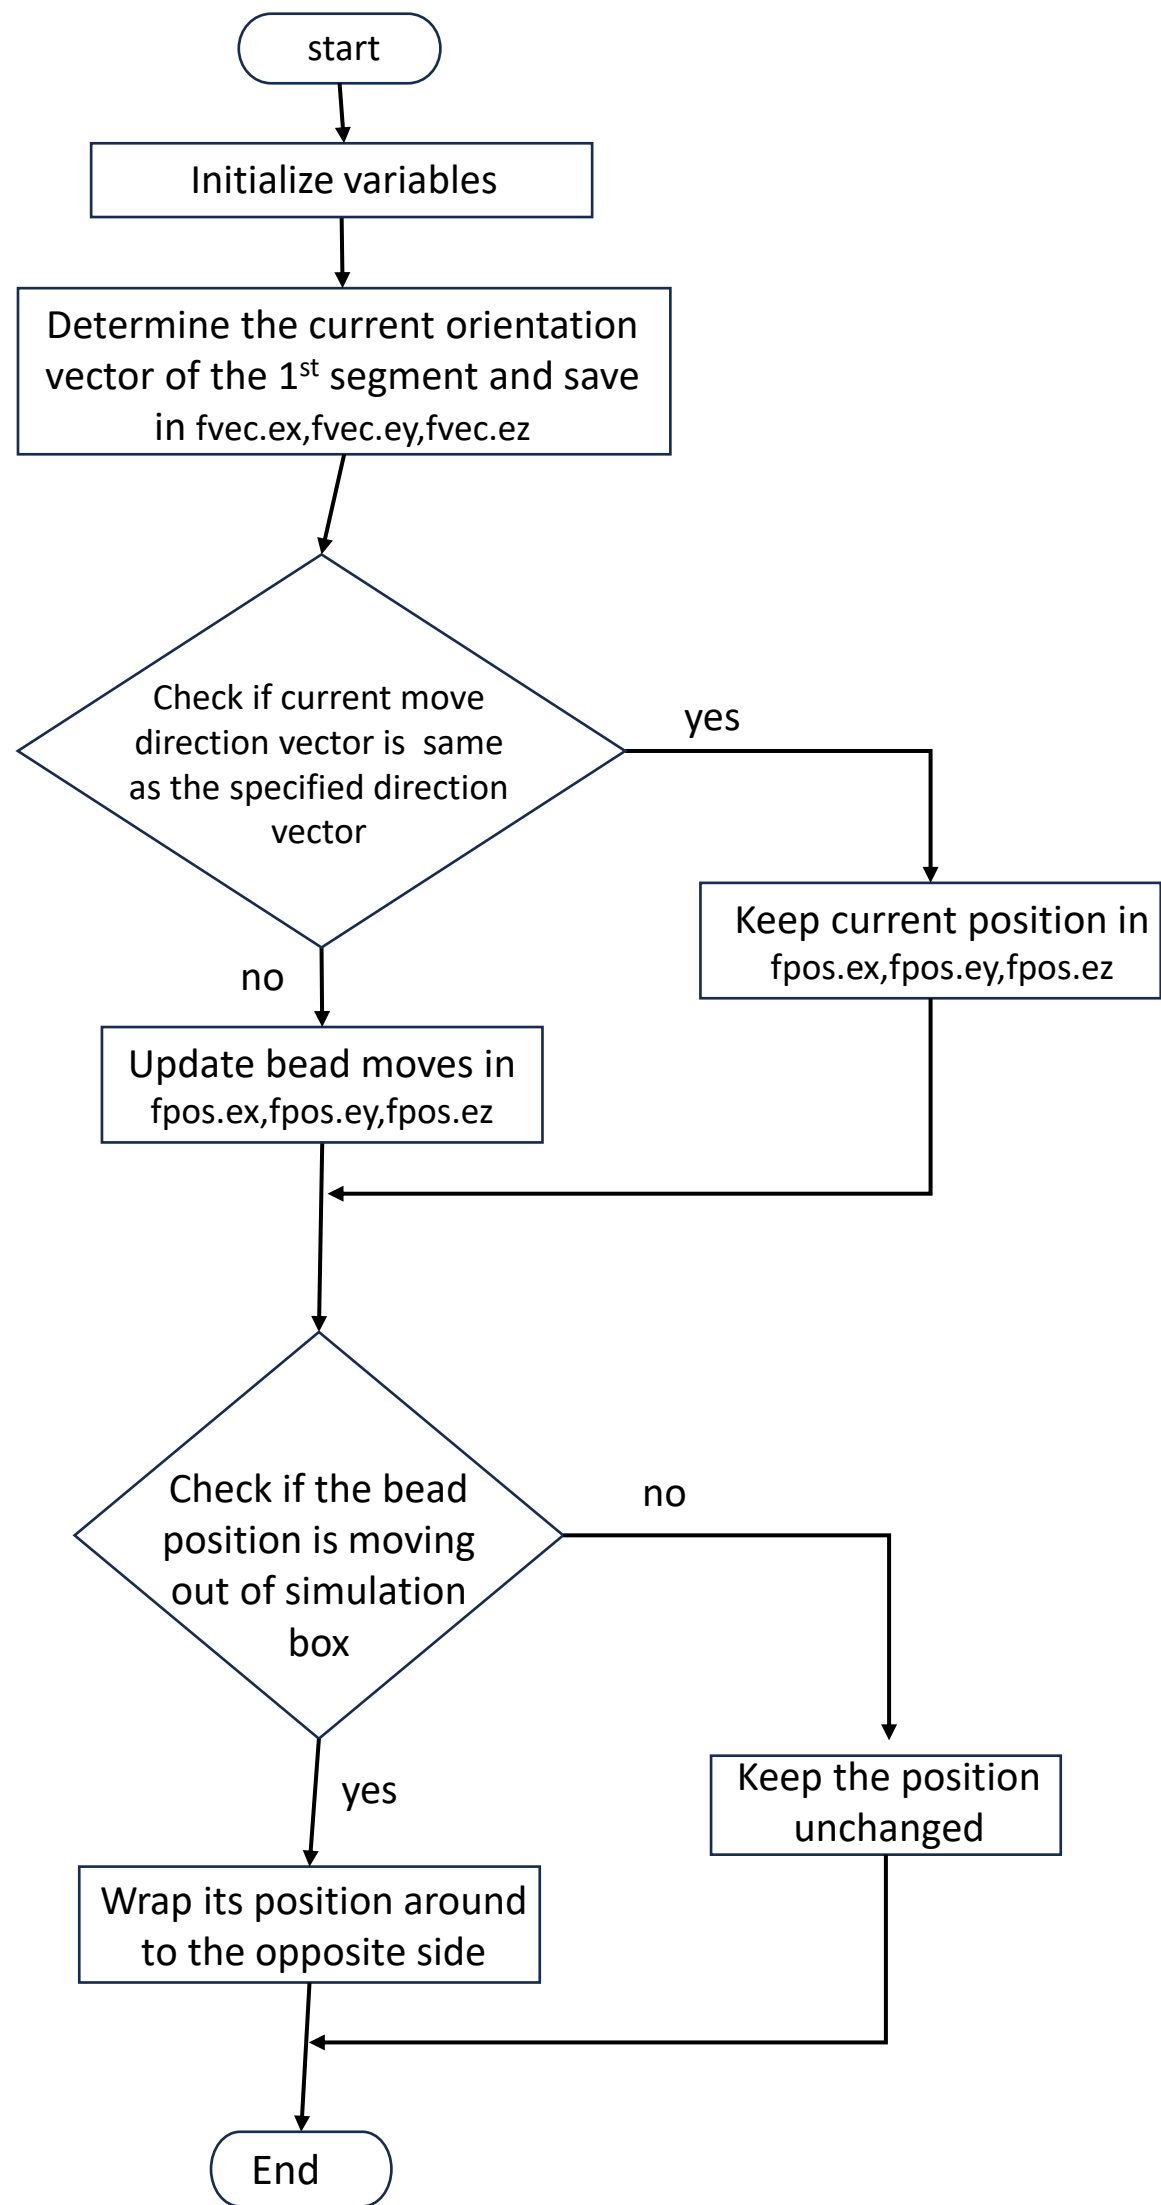 start
Initialize variables
Determine the current orientation
vector of the 1st segment and save
in fvec.ex,fvec.ey,fvec.ez
Check if current move
direction vector is  same
as the specified direction
vector
yes
Keep current position in
fpos.ex,fpos.ey,fpos.ez
no
Update bead moves in
fpos.ex,fpos.ey,fpos.ez
Check if the bead
position is moving
out of simulation
box
no
Keep the position
unchanged
yes
Wrap its position around
to the opposite side
End